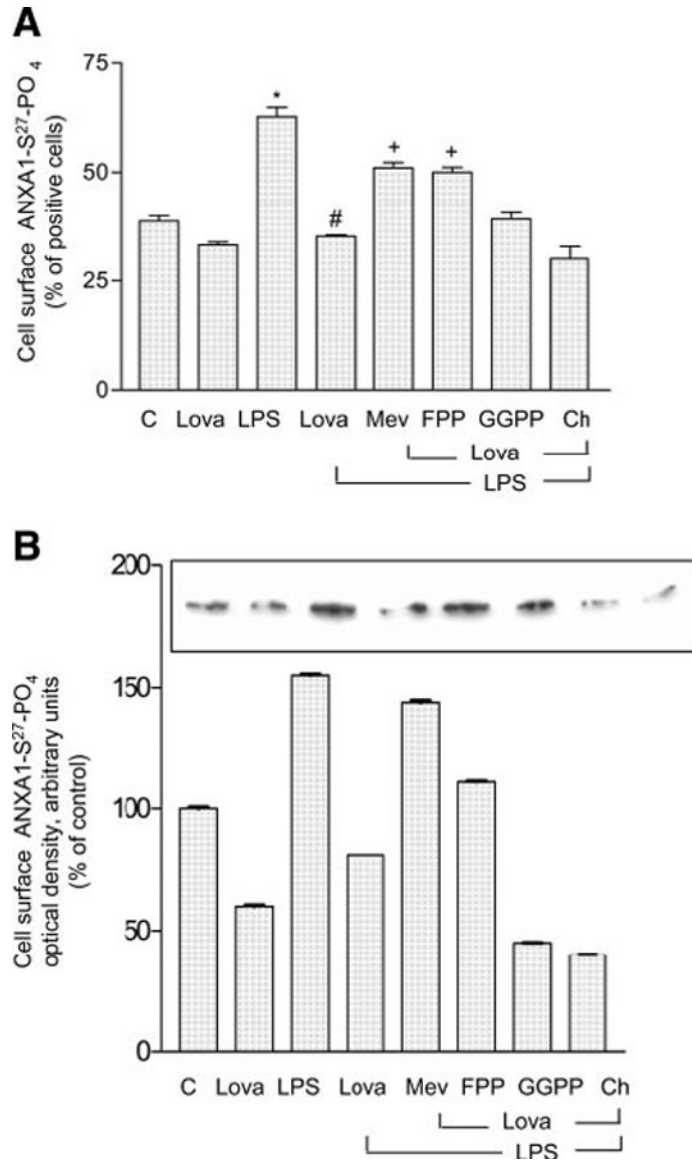 A
Cell surface ANXA1-S27-PO4
(% of positive cells)
75
50
25
0
*
#
+
+
C Lova LPS Lova Mev FPP GGPP Ch
Lova
LPS
B
Cell surface ANXA1-S27-PO4
optical density, arbitrary units
(% of control)
200
150
100
50
0
C Lova LPS Lova Mev FPP GGPP Ch
Lova
LPS